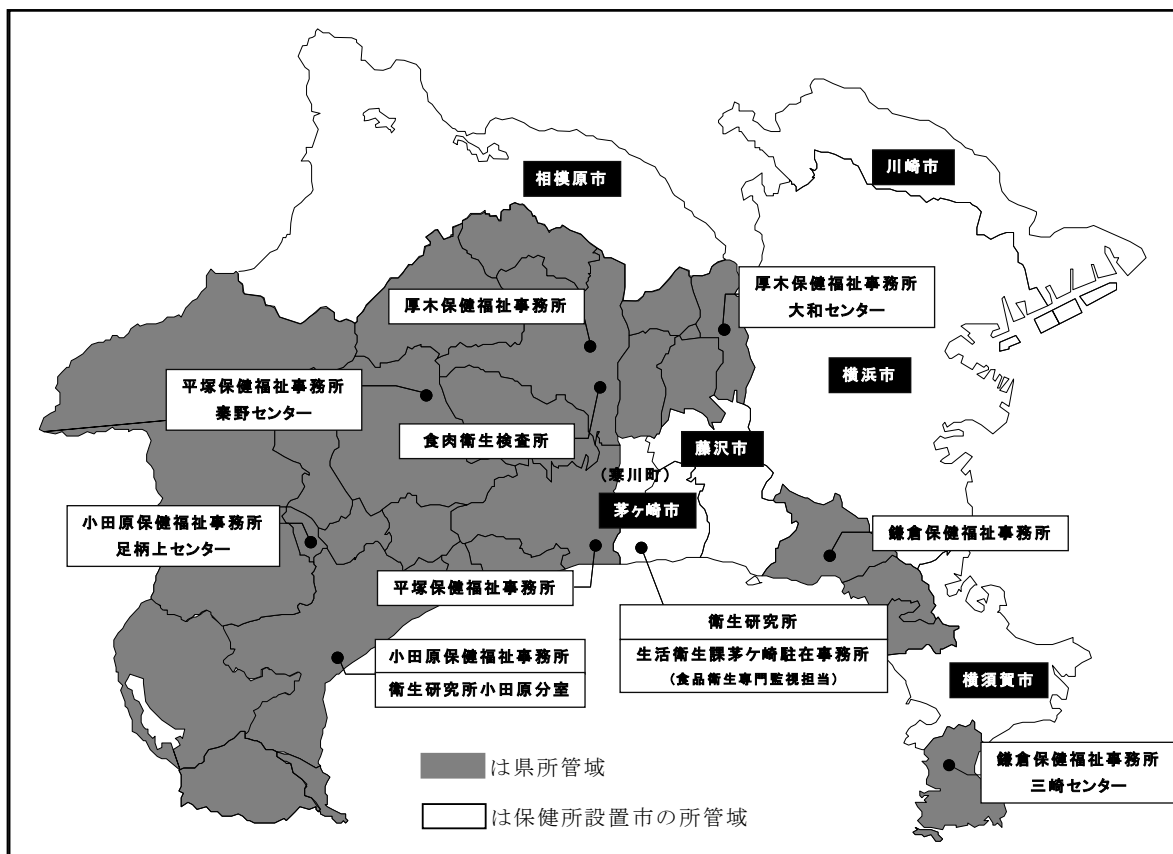 相模原市
川崎市
厚木保健福祉事務所
厚木保健福祉事務所
大和センター
横浜市
平塚保健福祉事務所
秦野センター
食肉衛生検査所
藤沢市
（寒川町）
茅ヶ崎市
小田原保健福祉事務所
足柄上センター
鎌倉保健福祉事務所
平塚保健福祉事務所
衛生研究所
生活衛生課茅ケ崎駐在事務所
（食品衛生専門監視担当）
小田原保健福祉事務所
衛生研究所小田原分室
横須賀市
鎌倉保健福祉事務所
三崎センター
は県所管域
は保健所設置市の所管域